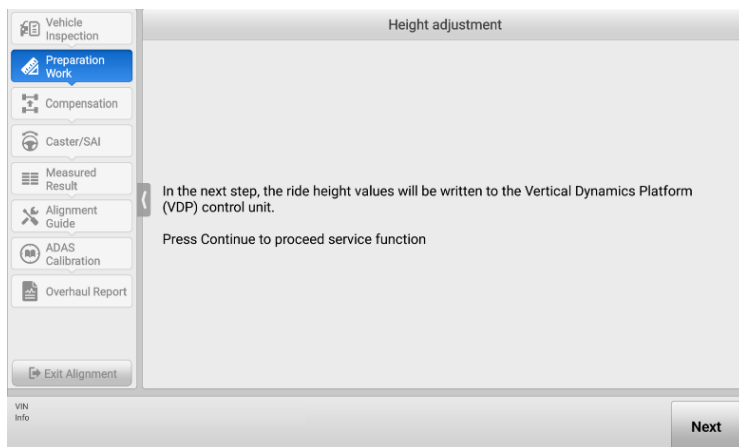 Vehicle
Inspection
Preparation
Work
Compensation
Caster/SAI
Measured
Result
Alignment
Guide
ADAS
Calibration
Overhaul Report
Exit Alignment
Height adjustment
In the next step, the ride height values will be written to the Vertical Dynamics Platform
(VDP) control unit.
Press Continue to proceed service function
VIN
Info
Next